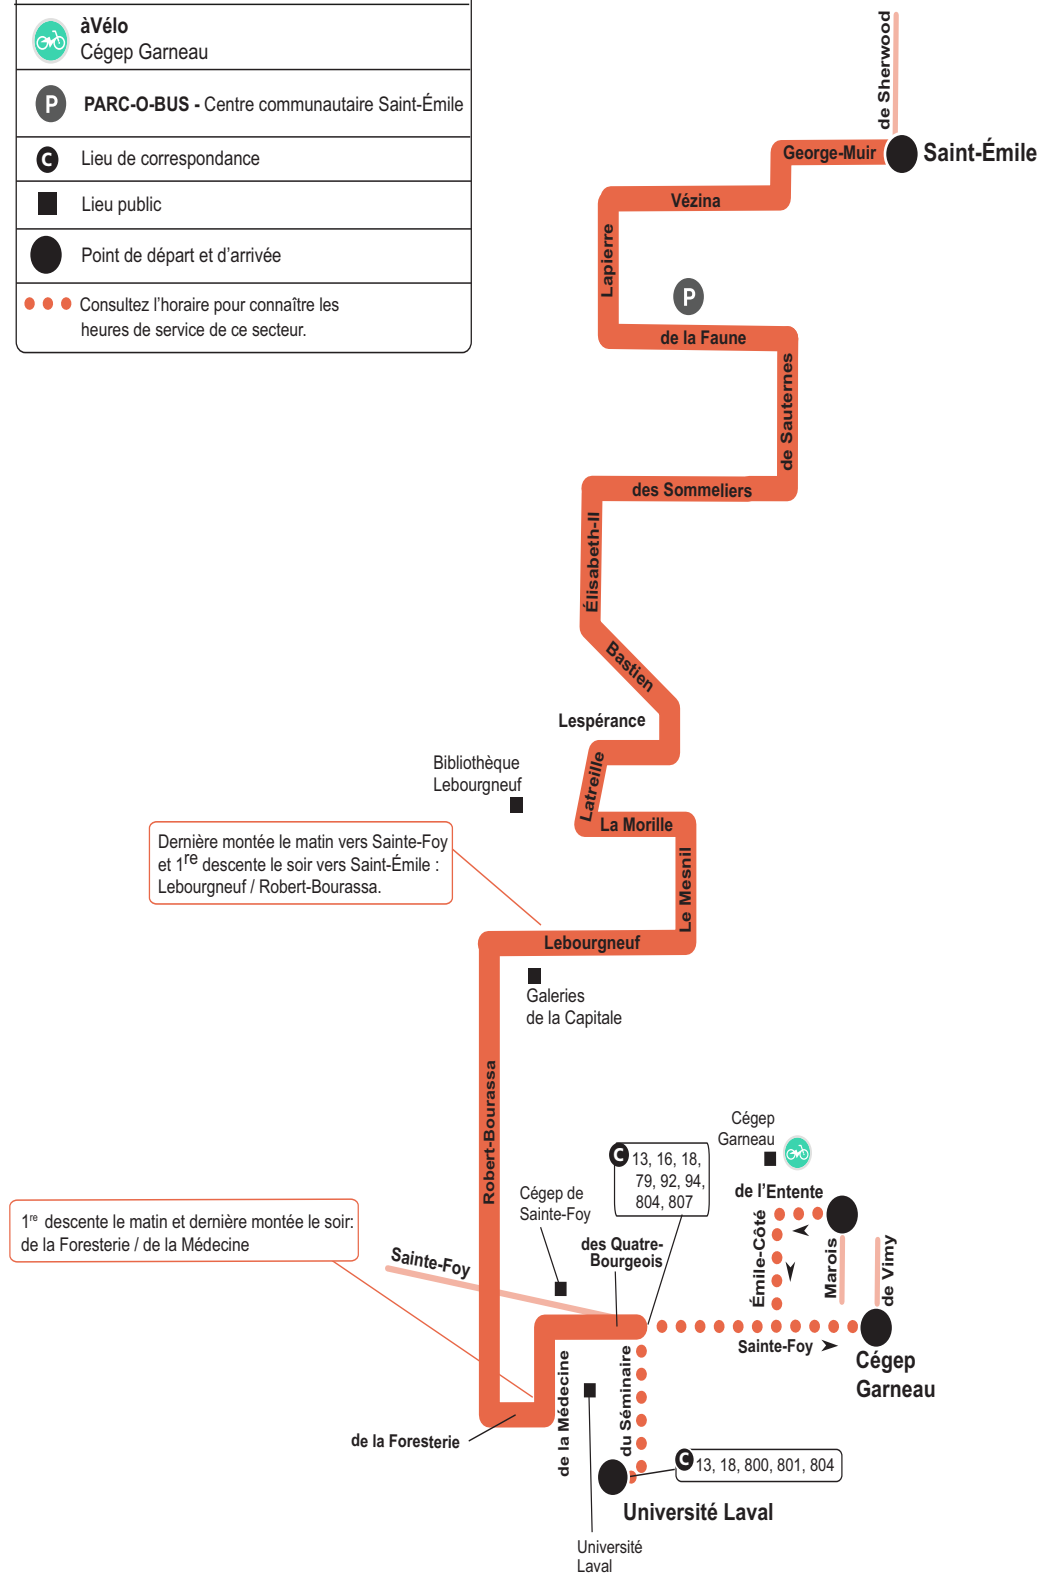 àVélo
Cégep Garneau
P
PARC-O-BUS - Centre communautaire Saint-Émile
C
Lieu de correspondance
Lieu public
Point de départ et d'arrivée
Consultez l'horaire pour connaître les
heures de service de ce secteur.
de Sherwood
George-Muir
Saint-Émile
Vézina
Lapierre
P
de la Faune
de Sauternes
des Sommeliers
Élisabeth-II
Bastien
Lespérance
Latreille
Bibliothèque
Lebourgneuf
La Morille
Dernière montée le matin vers Sainte-Foy
et 1re descente le soir vers Saint-Émile :
Lebourgneuf / Robert-Bourassa.
Le Mesnil
Lebourgneuf
Galeries
de la Capitale
Robert-Bourassa
Cégep
Garneau
C
13, 16, 18,
79, 92, 94,
804, 807
Cégep de
Sainte-Foy
de l'Entente
1re descente le matin et dernière montée le soir:
de la Foresterie / de la Médecine
des Quatre-
Bourgeois
Émile-Côté
Marois
de Vimy
Sainte-Foy
Sainte-Foy
Cégep
Garneau
de la Médecine
du Séminaire
de la Foresterie
C
13, 18, 800, 801, 804
Université Laval
Université
Laval